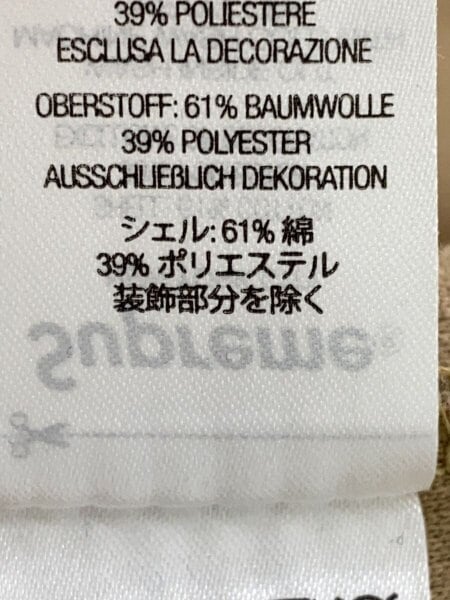 39% POLIESTERE
ESCLUSA LA DECORAZIONE
OBERSTOFF: 61% BAUMWOLLE
39% POLYESTER
AUSSCHLIEßLICH DEKORATION
シェル: 61% 綿
39% ポリエステル
装飾部分を除く
Supreme